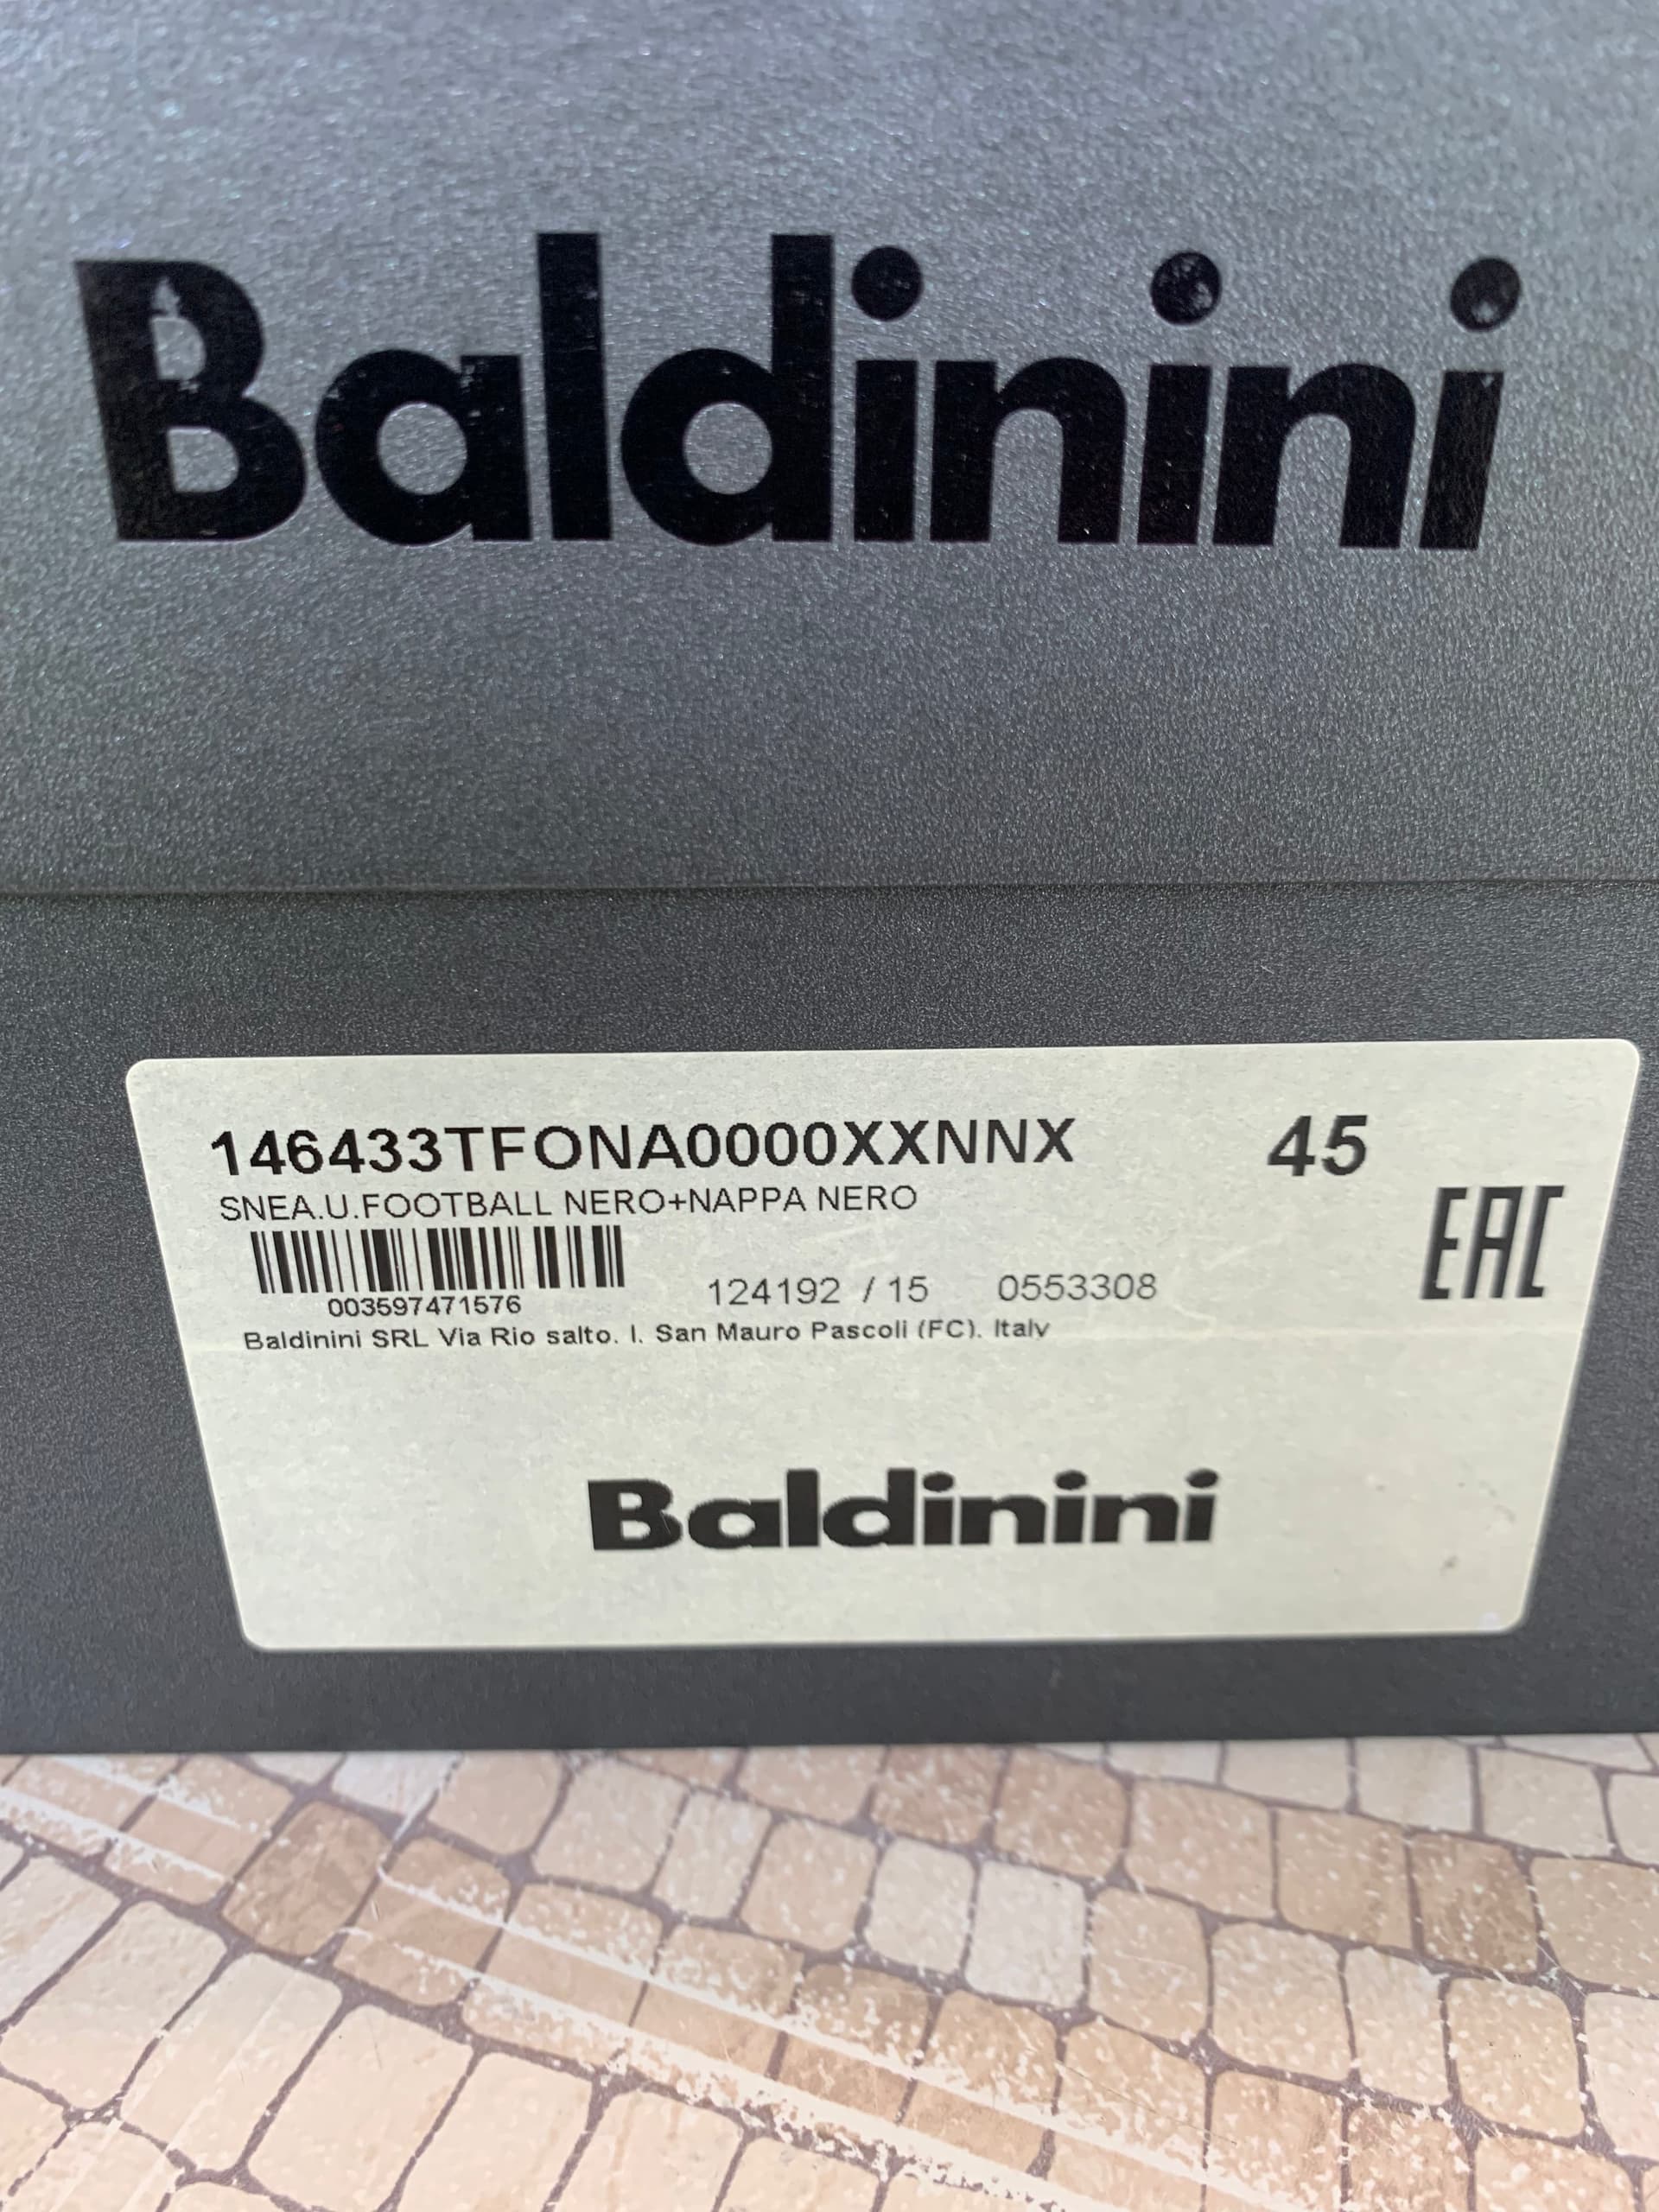 Baldinini
146433TFONA0000XXNNX 45
SNEA.U.FOOTBALL NERO+NAPPA NERO
EAC
003597471576
124192 / 15 0553308
Baldinini SRL Via Rio salto. I. San Mauro Pascoli (FC). Italy
Baldinini